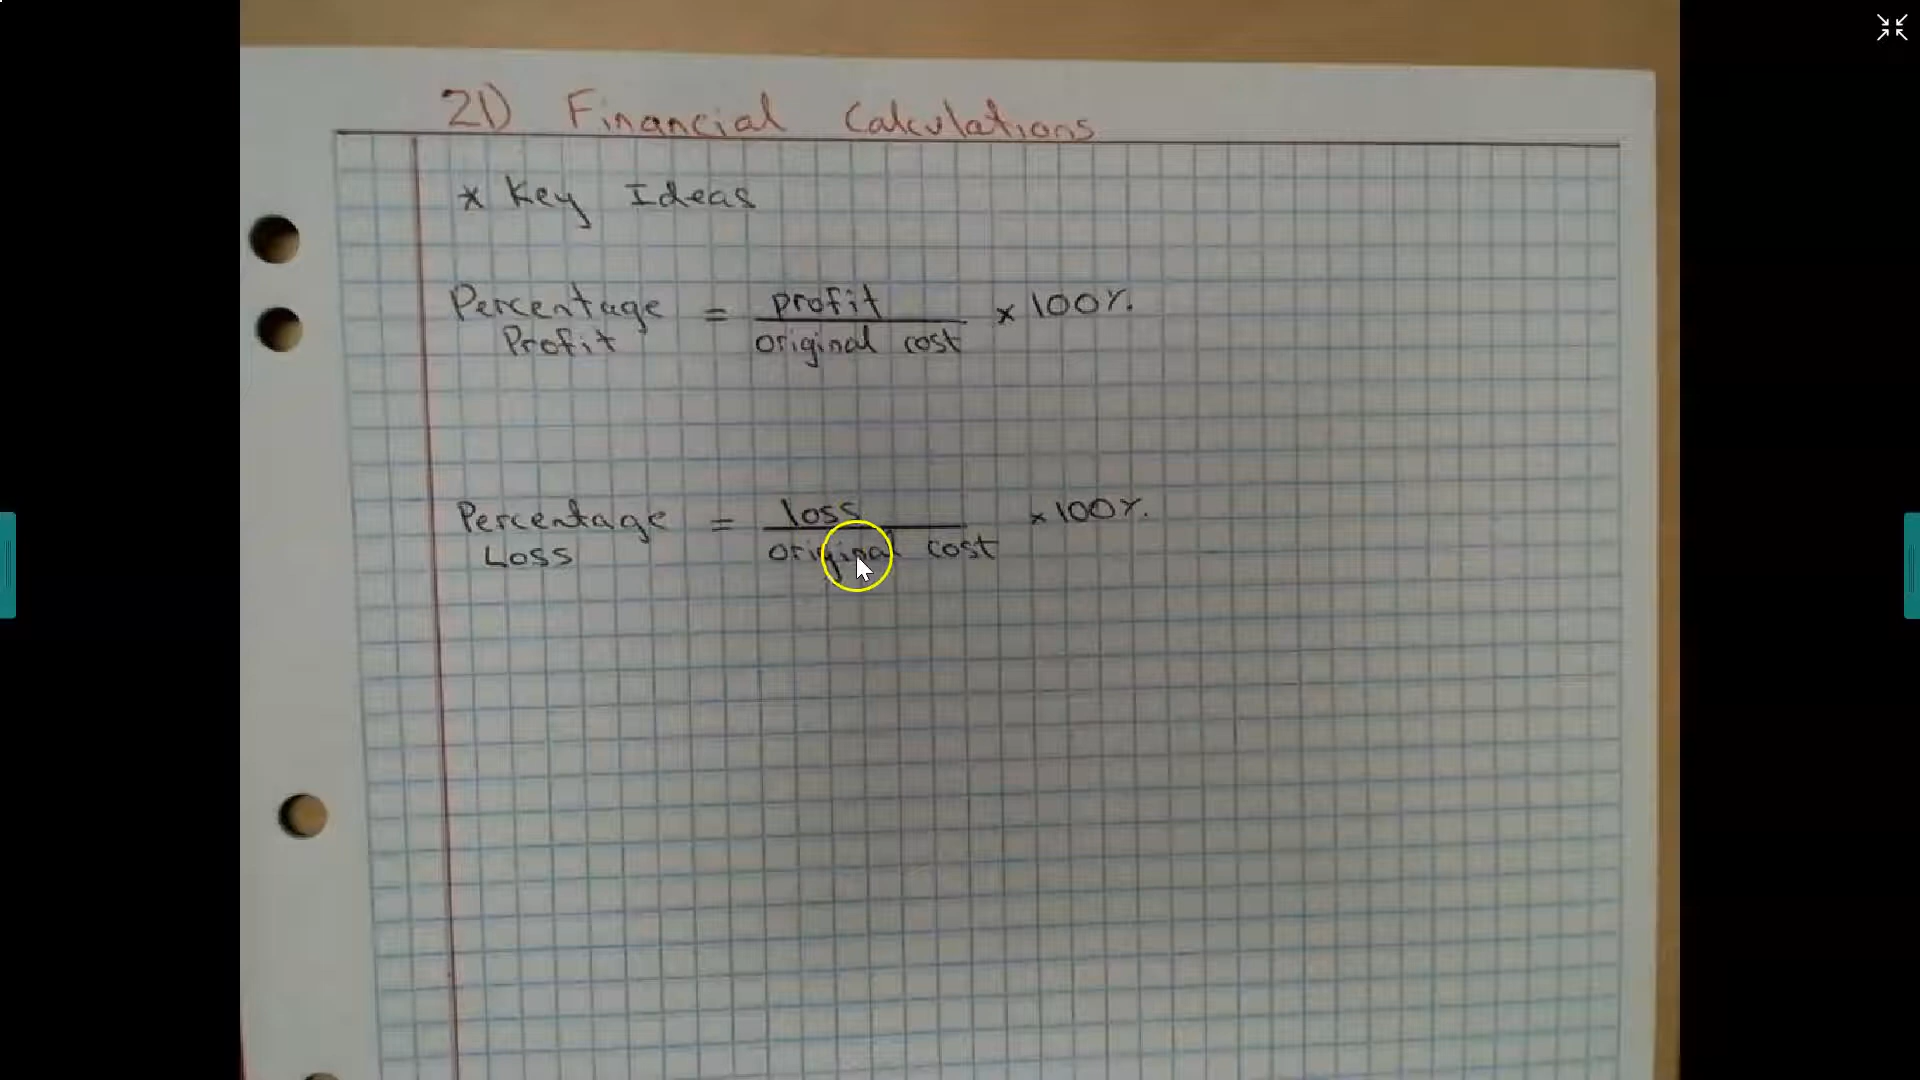 21) Financial Calculations
* Key Ideas
Percentage Profit = profit / original cost × 100%
Percentage Loss = loss / original cost × 100%